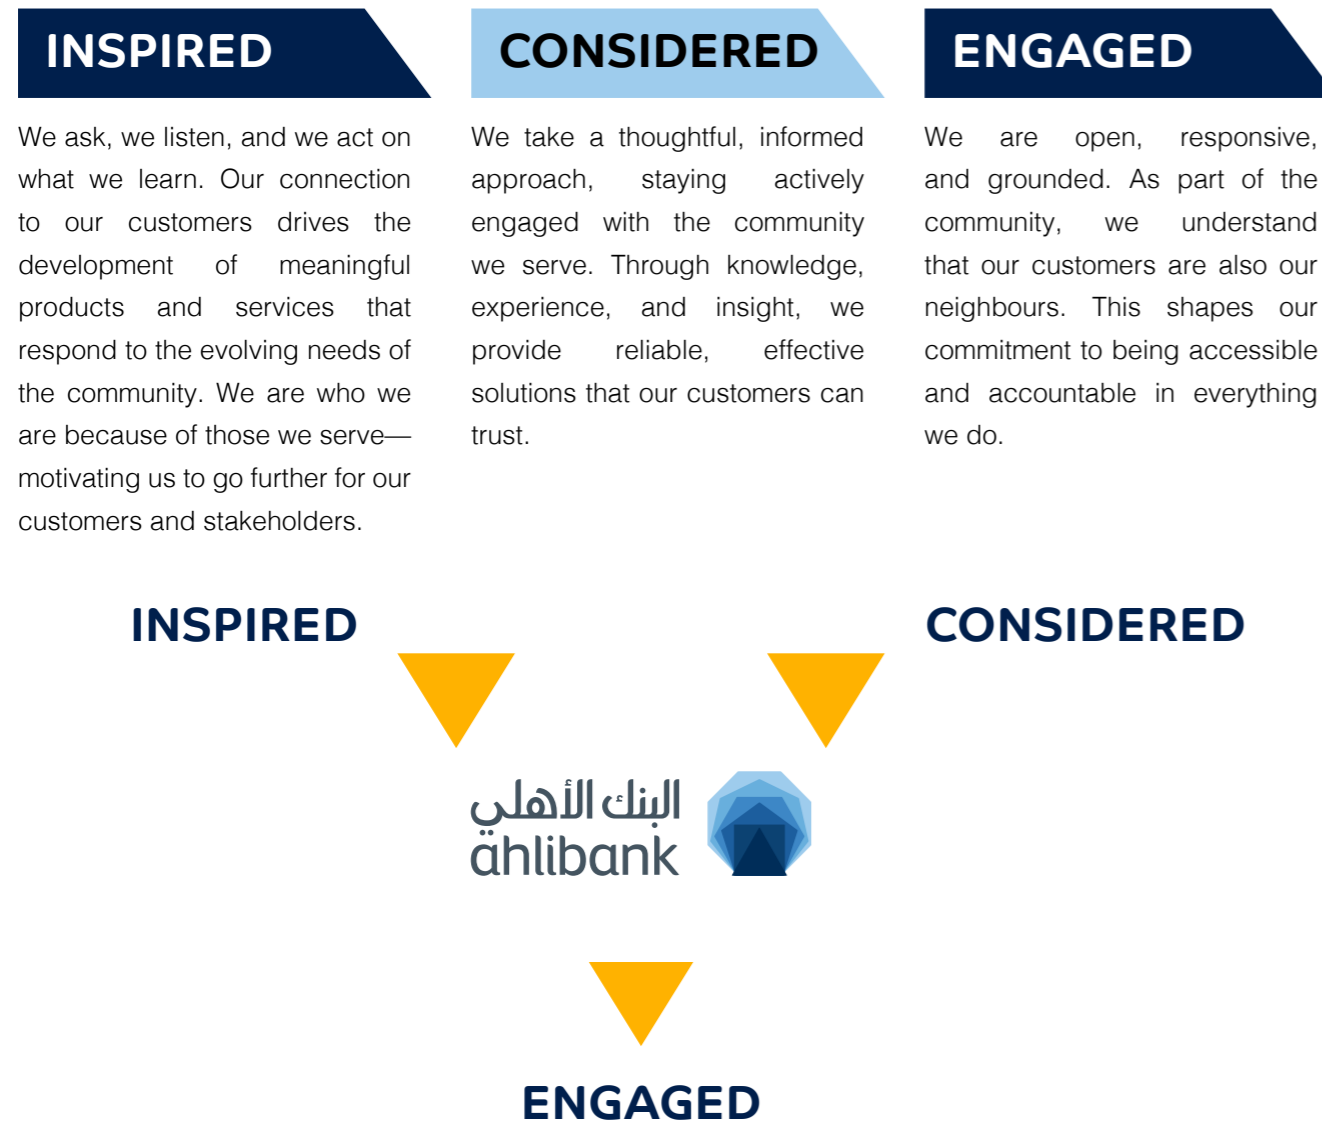 INSPIRED
We ask, we listen, and we act on
what we learn. Our connection
to our customers drives the
development of meaningful
products and services that
respond to the evolving needs of
the community. We are who we
are because of those we serve—
motivating us to go further for our
customers and stakeholders.
CONSIDERED
We take a thoughtful, informed
approach, staying actively
engaged with the community
we serve. Through knowledge,
experience, and insight, we
provide reliable, effective
solutions that our customers can
trust.
ENGAGED
We are open, responsive,
and grounded. As part of the
community, we understand
that our customers are also our
neighbours. This shapes our
commitment to being accessible
and accountable in everything
we do.
INSPIRED
CONSIDERED
البنك الأهلي
ahlibank
ENGAGED